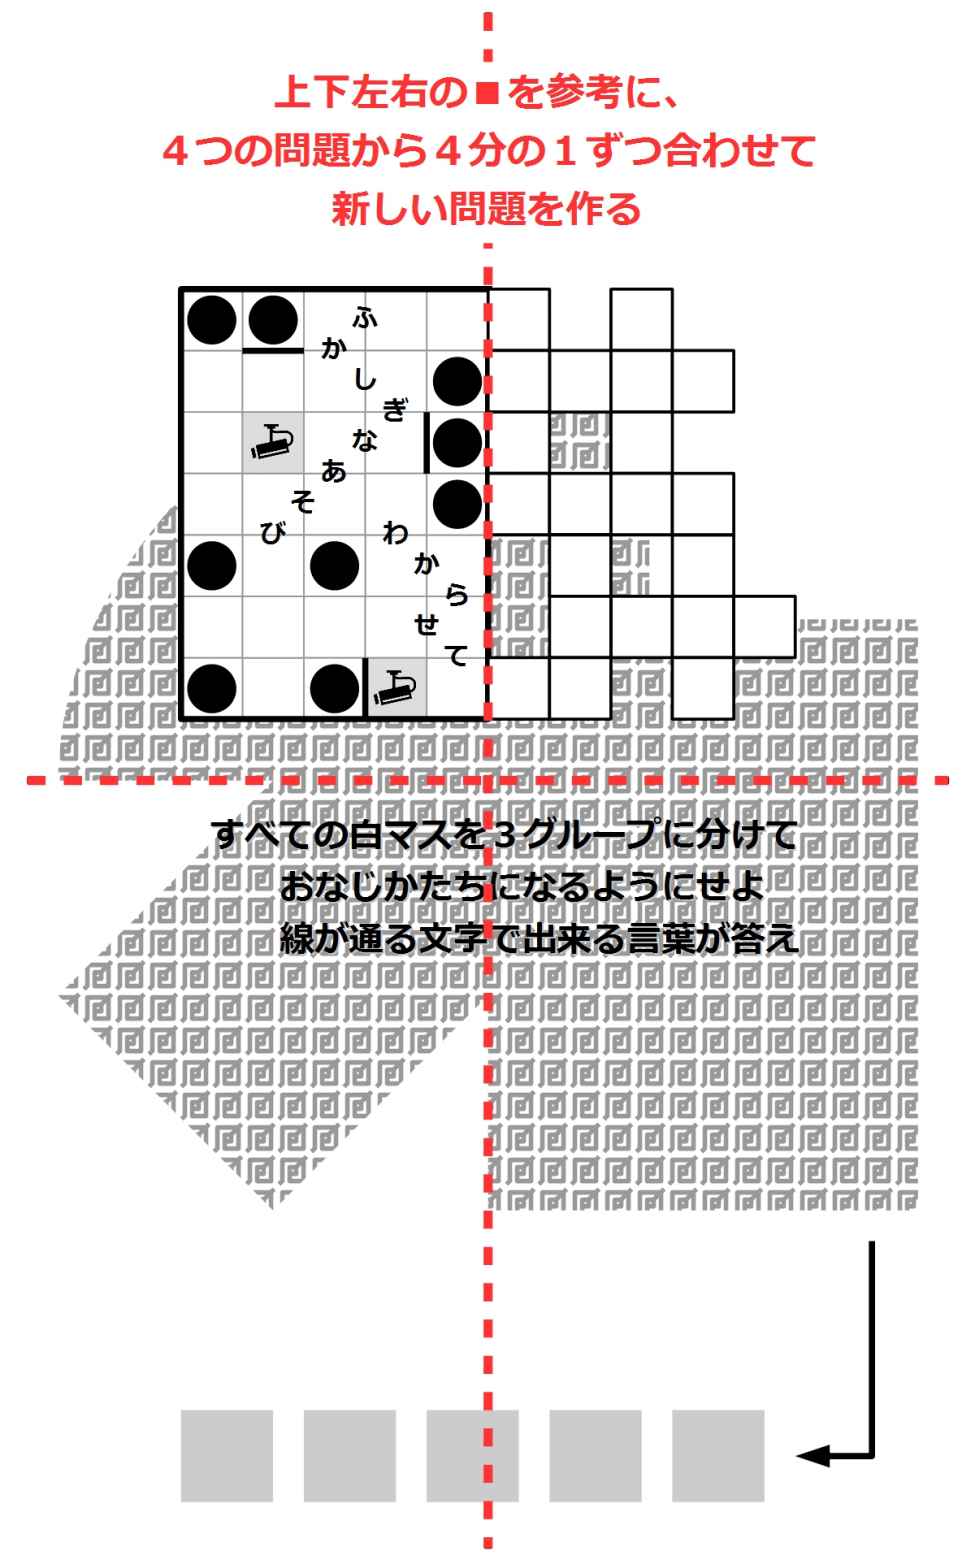 上下左右の■を参考に、
4つの問題から4分の1ずつ合わせて
新しい問題を作る
ふ
か
し
ぎ
な
あ
そ
び
わ
か
ら
せ
て
すべての白マスを3グループに分けて
おなじかたちになるようにせよ
線が通る文字で出来る言葉が答え